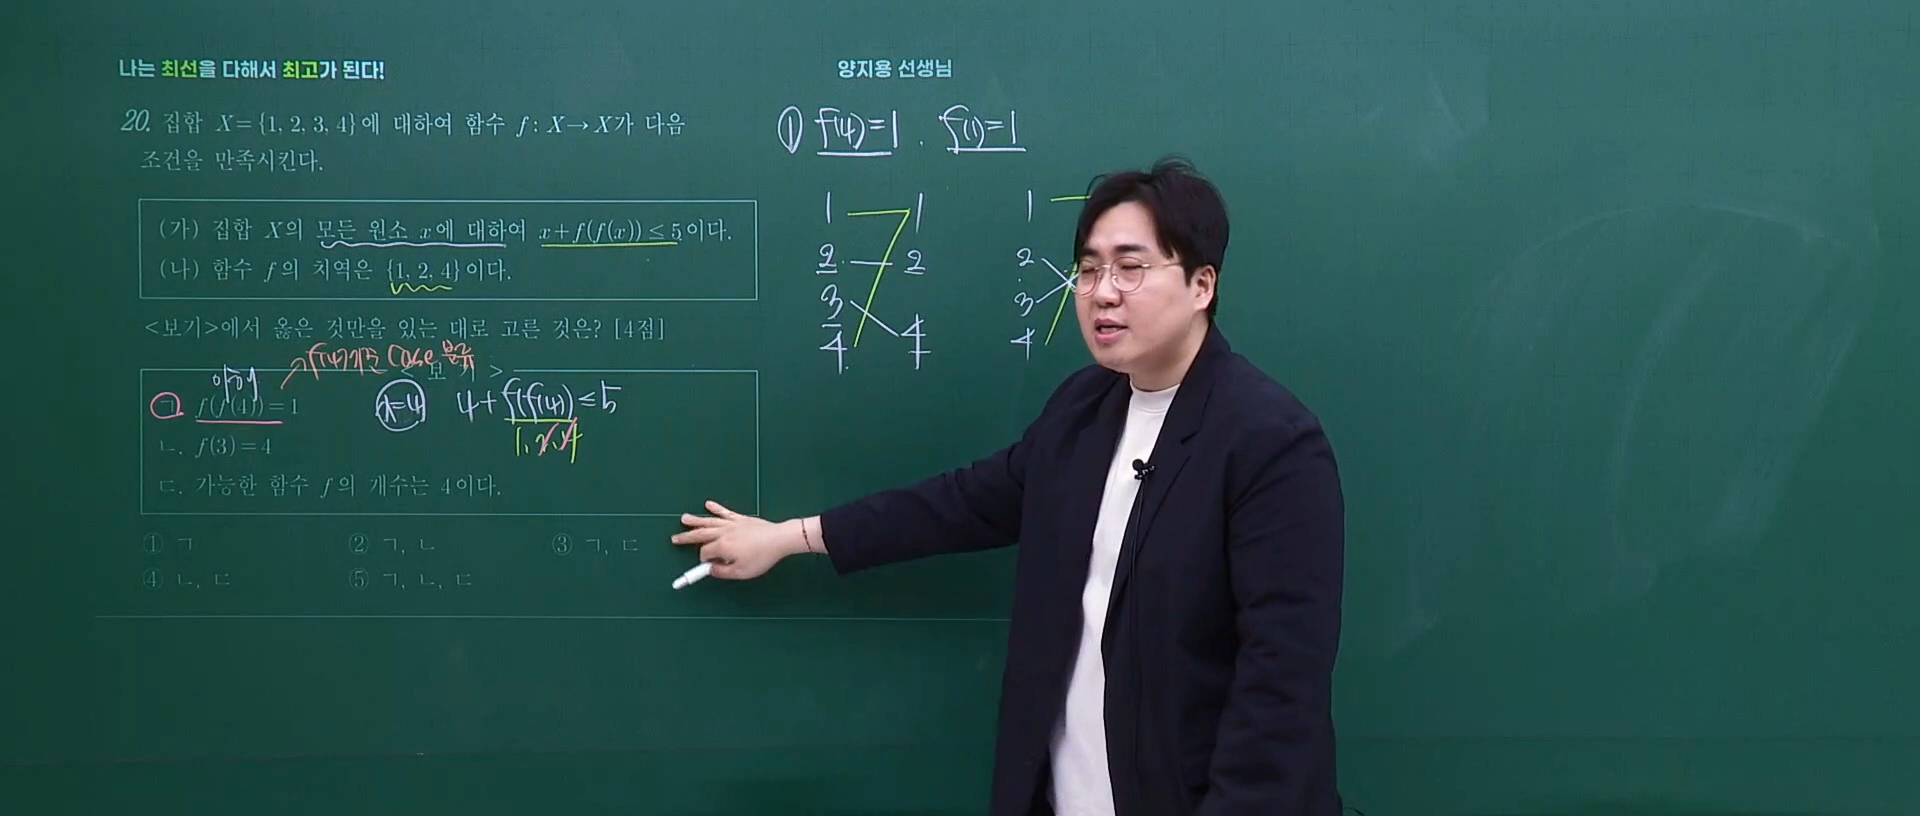 나는 최선을 다해서 최고가 된다!
양지용 선생님
20. 집합 X={1, 2, 3, 4}에 대하여 함수 f : X→X가 다음
조건을 만족시킨다.
(가) 집합 X의 모든 원소 x에 대하여 x+f(f(x))≤5이다.
(나) 함수 f의 치역은 {1, 2, 4}이다.
<보기>에서 옳은 것만을 있는 대로 고른 것은? [4점]
f(4)기준 Case 분류
< 보 기 >
ㄱ. f(f(4))=1
x=4 4+f(f(4))≤5
1, 2, 4
ㄴ. f(3)=4
ㄷ. 가능한 함수 f의 개수는 4이다.
① ㄱ ② ㄱ, ㄴ ③ ㄱ, ㄷ
④ ㄴ, ㄷ ⑤ ㄱ, ㄴ, ㄷ
① f(4)=1, f(1)=1
1 1 1
2 2 2
3 3
4 4 4